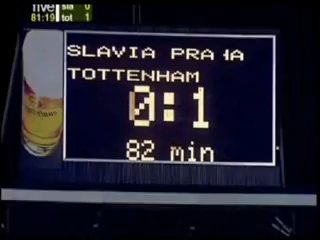 five sla 0
81:19 tot 1
SLAVIA PRAHA
TOTTENHAM
0:1
82 min